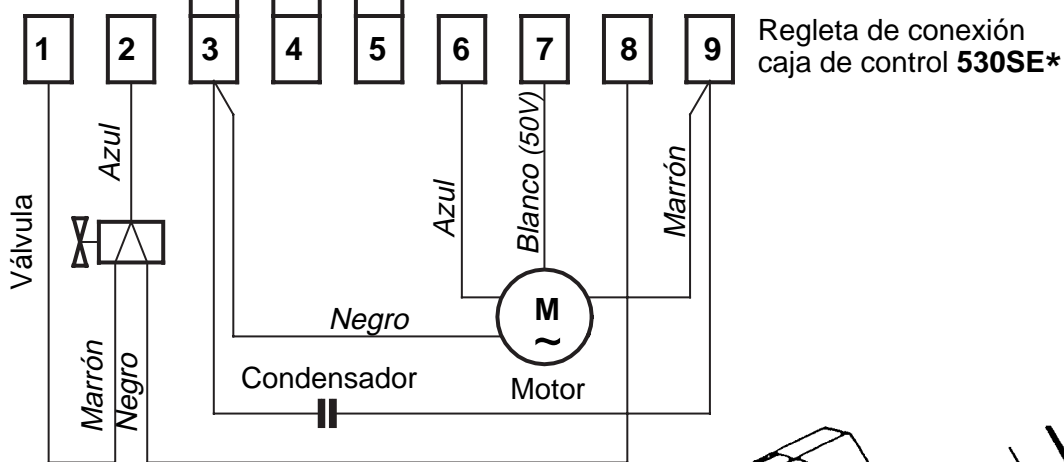 1 2 3 4 5 6 7 8 9
Regleta de conexión
caja de control 530SE*
Válvula
Azul
Azul
Blanco (50V)
Marrón
M
~
Negro
Marrón
Negro
Condensador
Motor